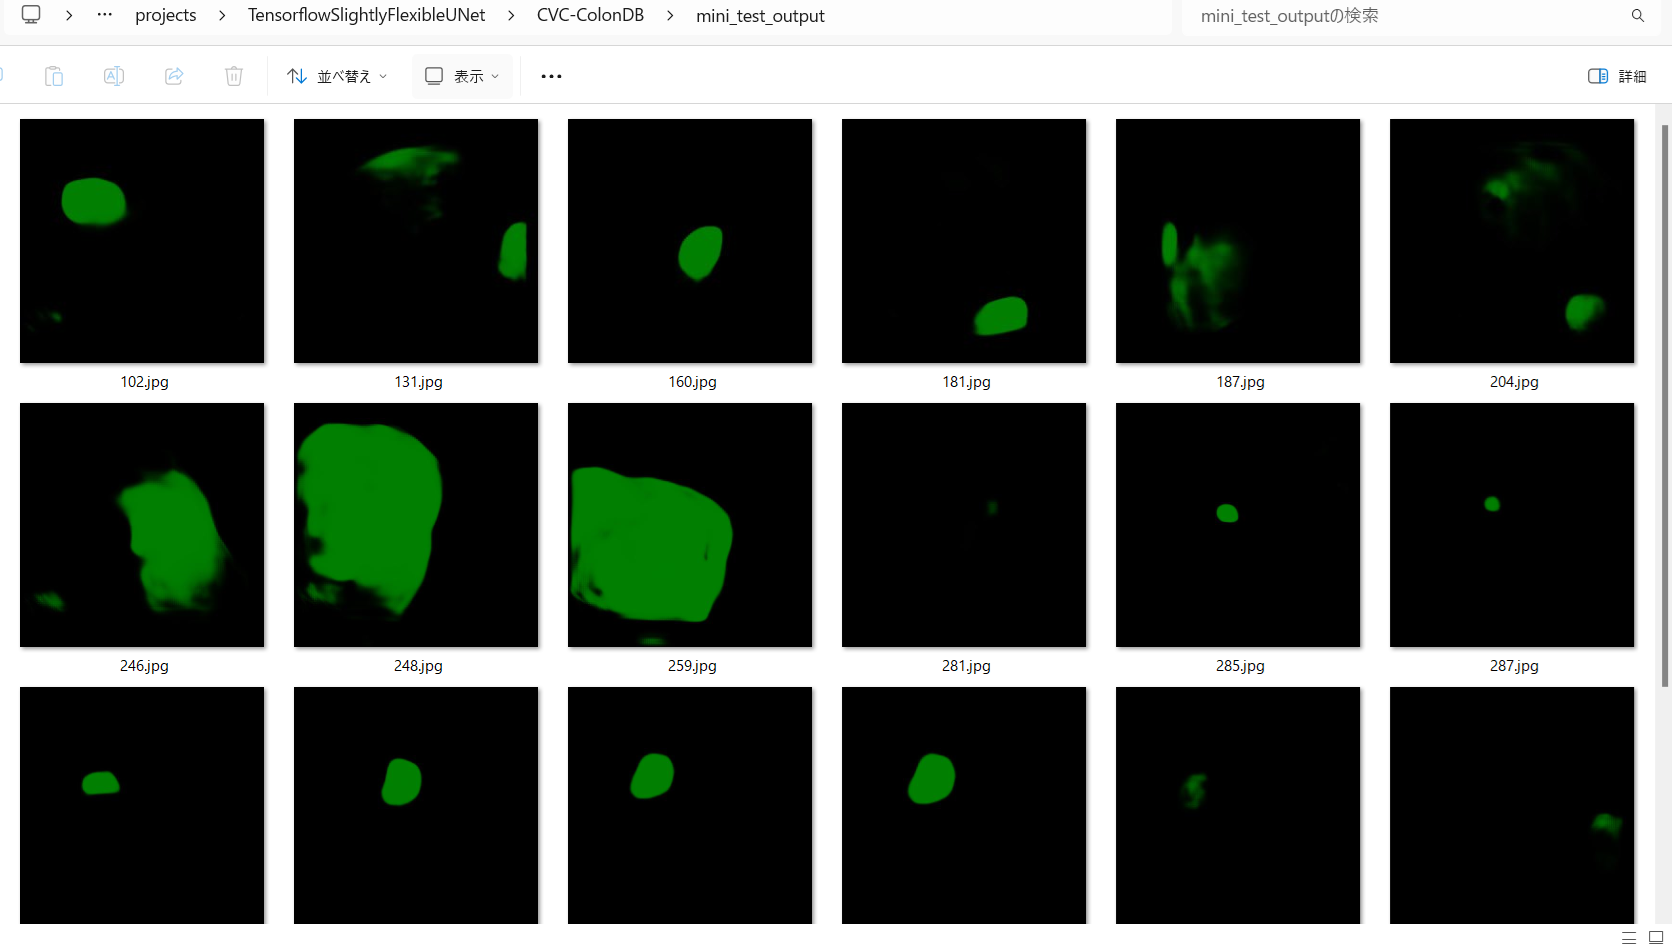 projects > TensorflowSlightlyFlexibleUNet > CVC-ColonDB > mini_test_output
mini_test_outputの検索
並べ替え 表示 詳細
102.jpg 131.jpg 160.jpg 181.jpg 187.jpg 204.jpg
246.jpg 248.jpg 259.jpg 281.jpg 285.jpg 287.jpg